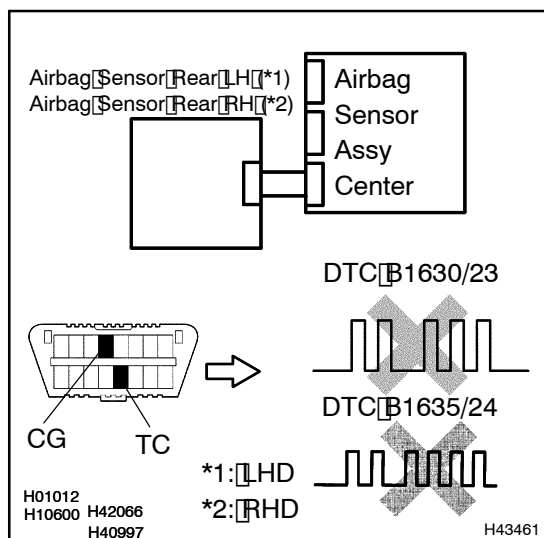 Airbag▯Sensor▯Rear▯LH▯(*1)
Airbag▯Sensor▯Rear▯RH▯(*2)
Airbag
Sensor
Assy
Center
DTC▯B1630/23
DTC▯B1635/24
CG
TC
*1:▯LHD
*2:▯RHD
H01012
H10600 H42066
H40997
H43461